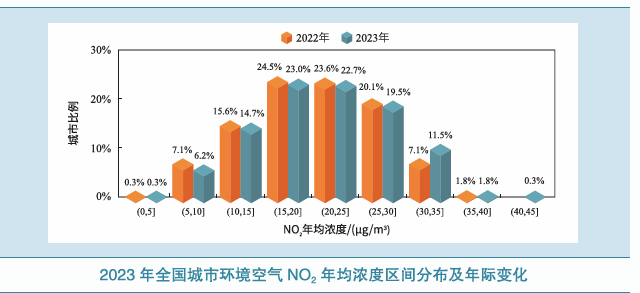 2022年 2023年
30%
24.5% 23.0% 23.6% 22.7%
20.1% 19.5%
20%
15.6% 14.7%
11.5%
10%
7.1% 6.2% 7.1%
0.3% 0.3% 1.8% 1.8% 0.3%
0%
城市比例
(0,5] (5,10] (10,15] (15,20] (20,25] (25,30] (30,35] (35,40] (40,45]
NO₂年均浓度/(μg/m³)
2023 年全国城市环境空气 NO₂ 年均浓度区间分布及年际变化